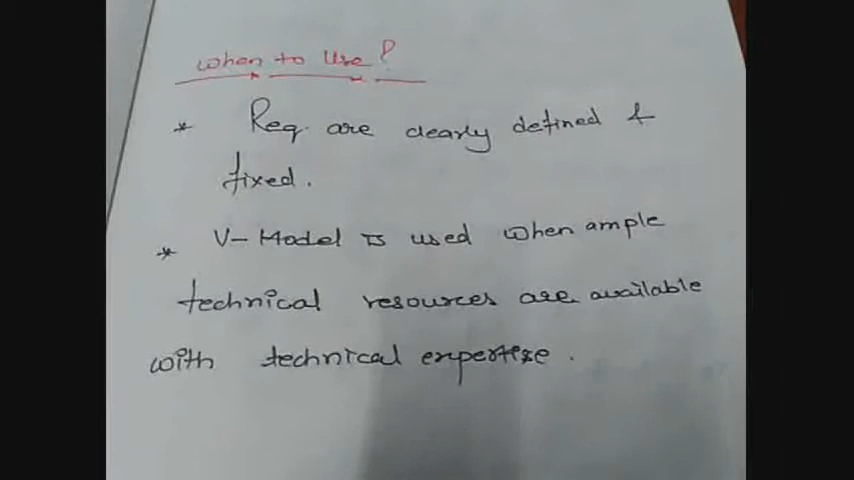 When to Use?
* Req. are clearly defined &
fixed.
* V-Model is used when ample
technical resources are available
with technical expertise.